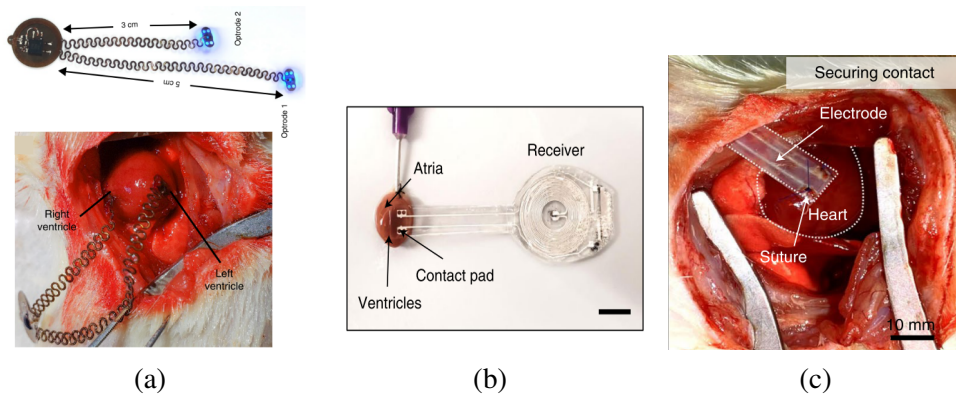 3 cm
Optrode 2
5 cm
Optrode 1
Right
ventricle
Left
ventricle
(a)
Atria
Receiver
Contact pad
Ventricles
(b)
Securing contact
Electrode
Heart
Suture
10 mm
(c)